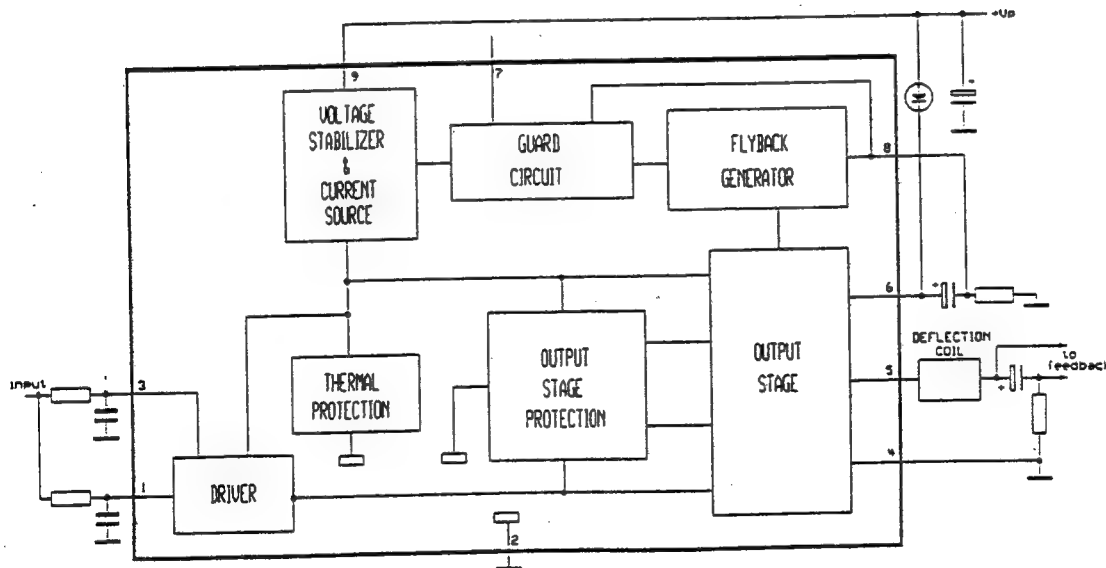 +Up
9
7
VOLTAGE
STABILIZER
&
CURRENT
SOURCE
GUARD
CIRCUIT
FLYBACK
GENERATOR
8
6
DEFLECTION
COIL
to
feedback
5
OUTPUT
STAGE
OUTPUT
STAGE
PROTECTION
THERMAL
PROTECTION
input
3
4
1
DRIVER
2